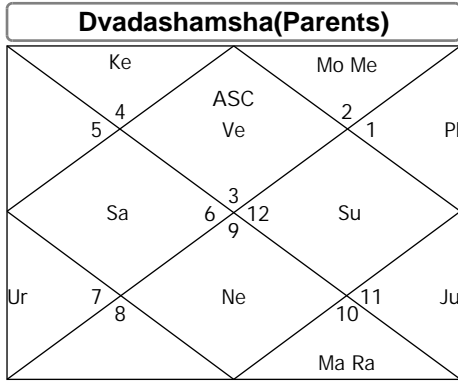 Dvadashamsha(Parents)
Ke
Mo Me
ASC
Ve
4
2
5
1
Pl
3
Sa
6
12
Su
9
Ur
7
Ne
11
Ju
8
10
Ma Ra